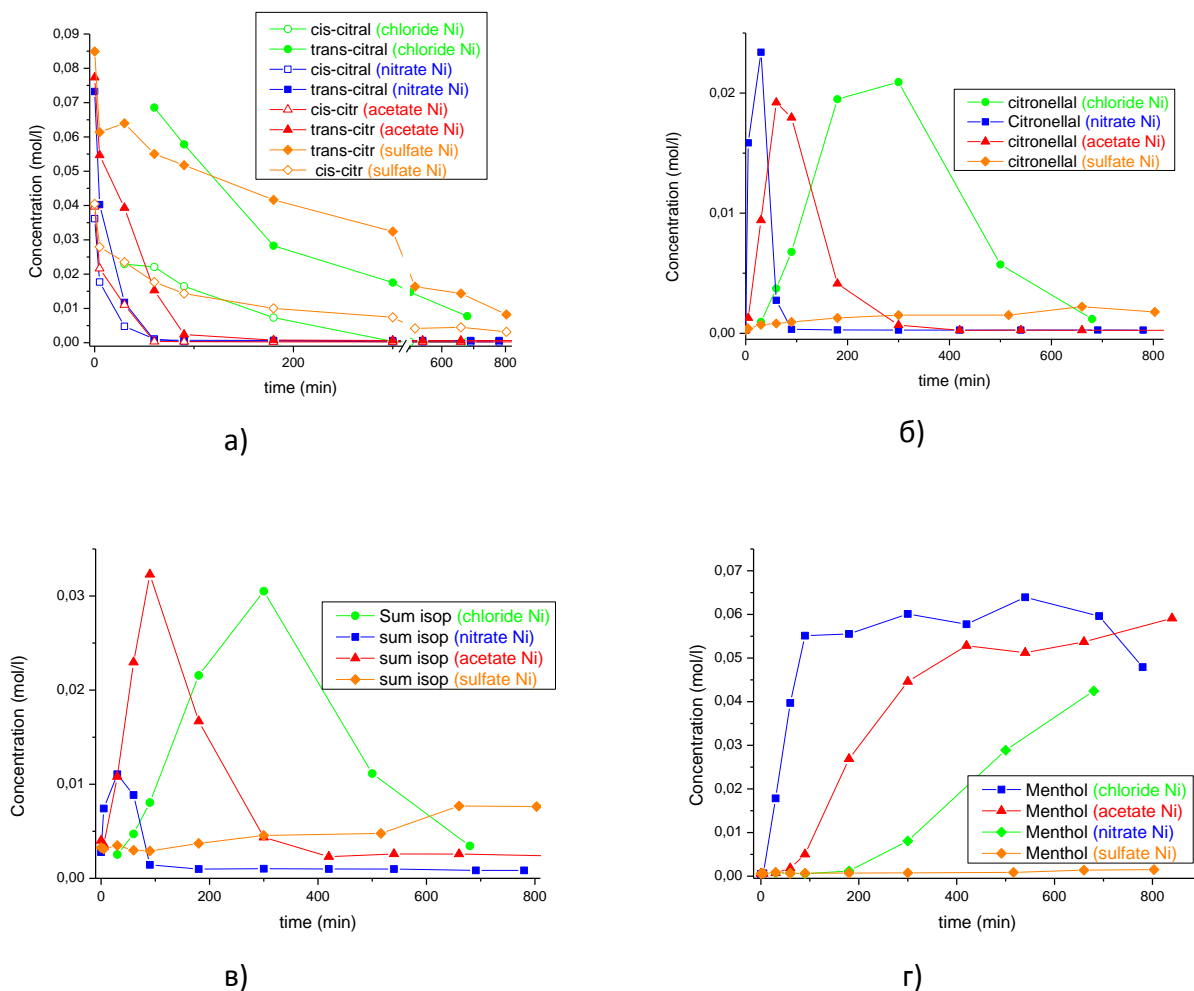 0,09
0,08
0,07
0,06
0,05
0,04
0,03
0,02
0,01
0,00
Concentration (mol/l)
cis-citral (chloride Ni)
trans-citral (chloride Ni)
cis-citral (nitrate Ni)
trans-citral (nitrate Ni)
cis-citr (acetate Ni)
trans-citr (acetate Ni)
trans-citr (sulfate Ni)
cis-citr (sulfate Ni)
0 200 600 800
time (min)
а)
0,02
0,01
0,00
Concentration (mol/l)
citronellal (chloride Ni)
Citronellal (nitrate Ni)
citronellal (acetate Ni)
citronellal (sulfate Ni)
0 200 400 600 800
time (min)
б)
0,03
0,02
0,01
0,00
Concentration (mol/l)
Sum isop (chloride Ni)
sum isop (nitrate Ni)
sum isop (acetate Ni)
sum isop (sulfate Ni)
0 200 400 600 800
time (min)
в)
0,07
0,06
0,05
0,04
0,03
0,02
0,01
0,00
Concentration (mol/l)
Menthol (chloride Ni)
Menthol (acetate Ni)
Menthol (nitrate Ni)
Menthol (sulfate Ni)
0 200 400 600 800
time (min)
г)